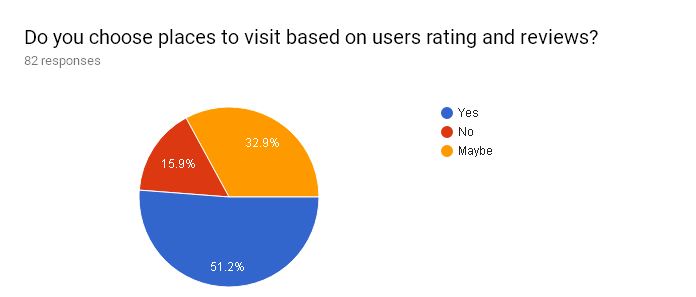 Do you choose places to visit based on users rating and reviews?
82 responses
Yes
No
Maybe
32.9%
15.9%
51.2%